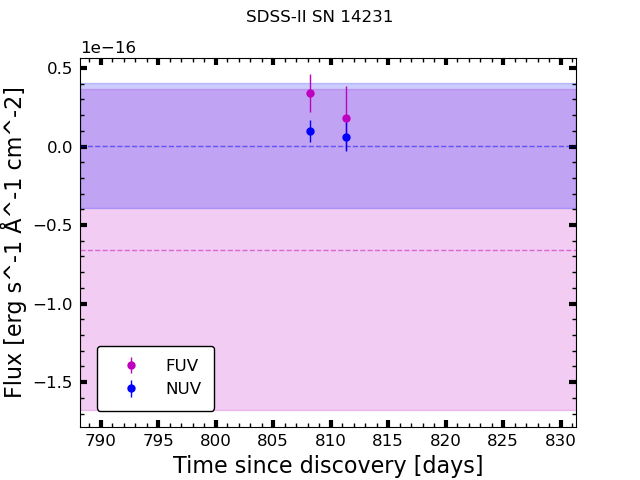 SDSS-II SN 14231
1e−16
0.5
0.0
−0.5
−1.0
−1.5
Flux [erg s^-1 Å^-1 cm^-2]
FUV
NUV
790 795 800 805 810 815 820 825 830
Time since discovery [days]